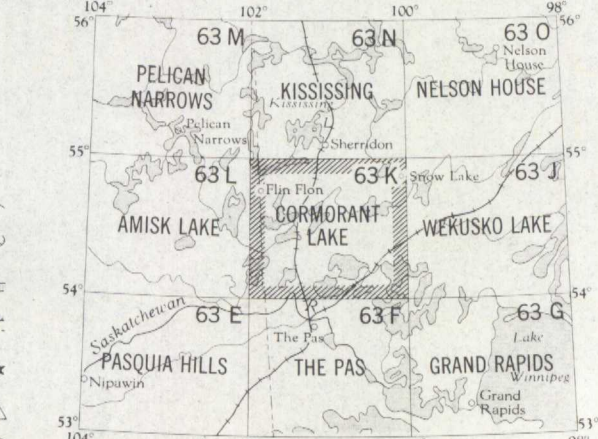 104° 102° 100° 98°
56° 56°
63 M 63 N 63 O
Nelson
House
PELICAN
NARROWS
KISSISSING
Kississing
NELSON HOUSE
Pelican
Narrows
Sherridon
55° 55°
63 L 63 K 63 J
Flin Flon
Snow Lake
AMISK LAKE
CORMORANT
LAKE
WEKUSKO LAKE
54° 54°
63 E 63 F 63 G
Saskatchewan
The Pas
Lake
Winnipeg
PASQUIA HILLS
THE PAS
GRAND RAPIDS
Nipawin
Grand
Rapids
53° 53°
104°